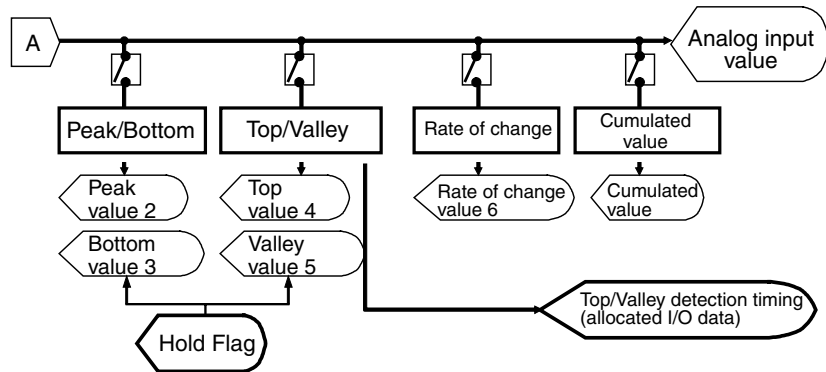 A
Analog input
value
Peak/Bottom
Top/Valley
Rate of change
Cumulated
value
Peak
value 2
Top
value 4
Rate of change
value 6
Cumulated
value
Bottom
value 3
Valley
value 5
Top/Valley detection timing
(allocated I/O data)
Hold Flag